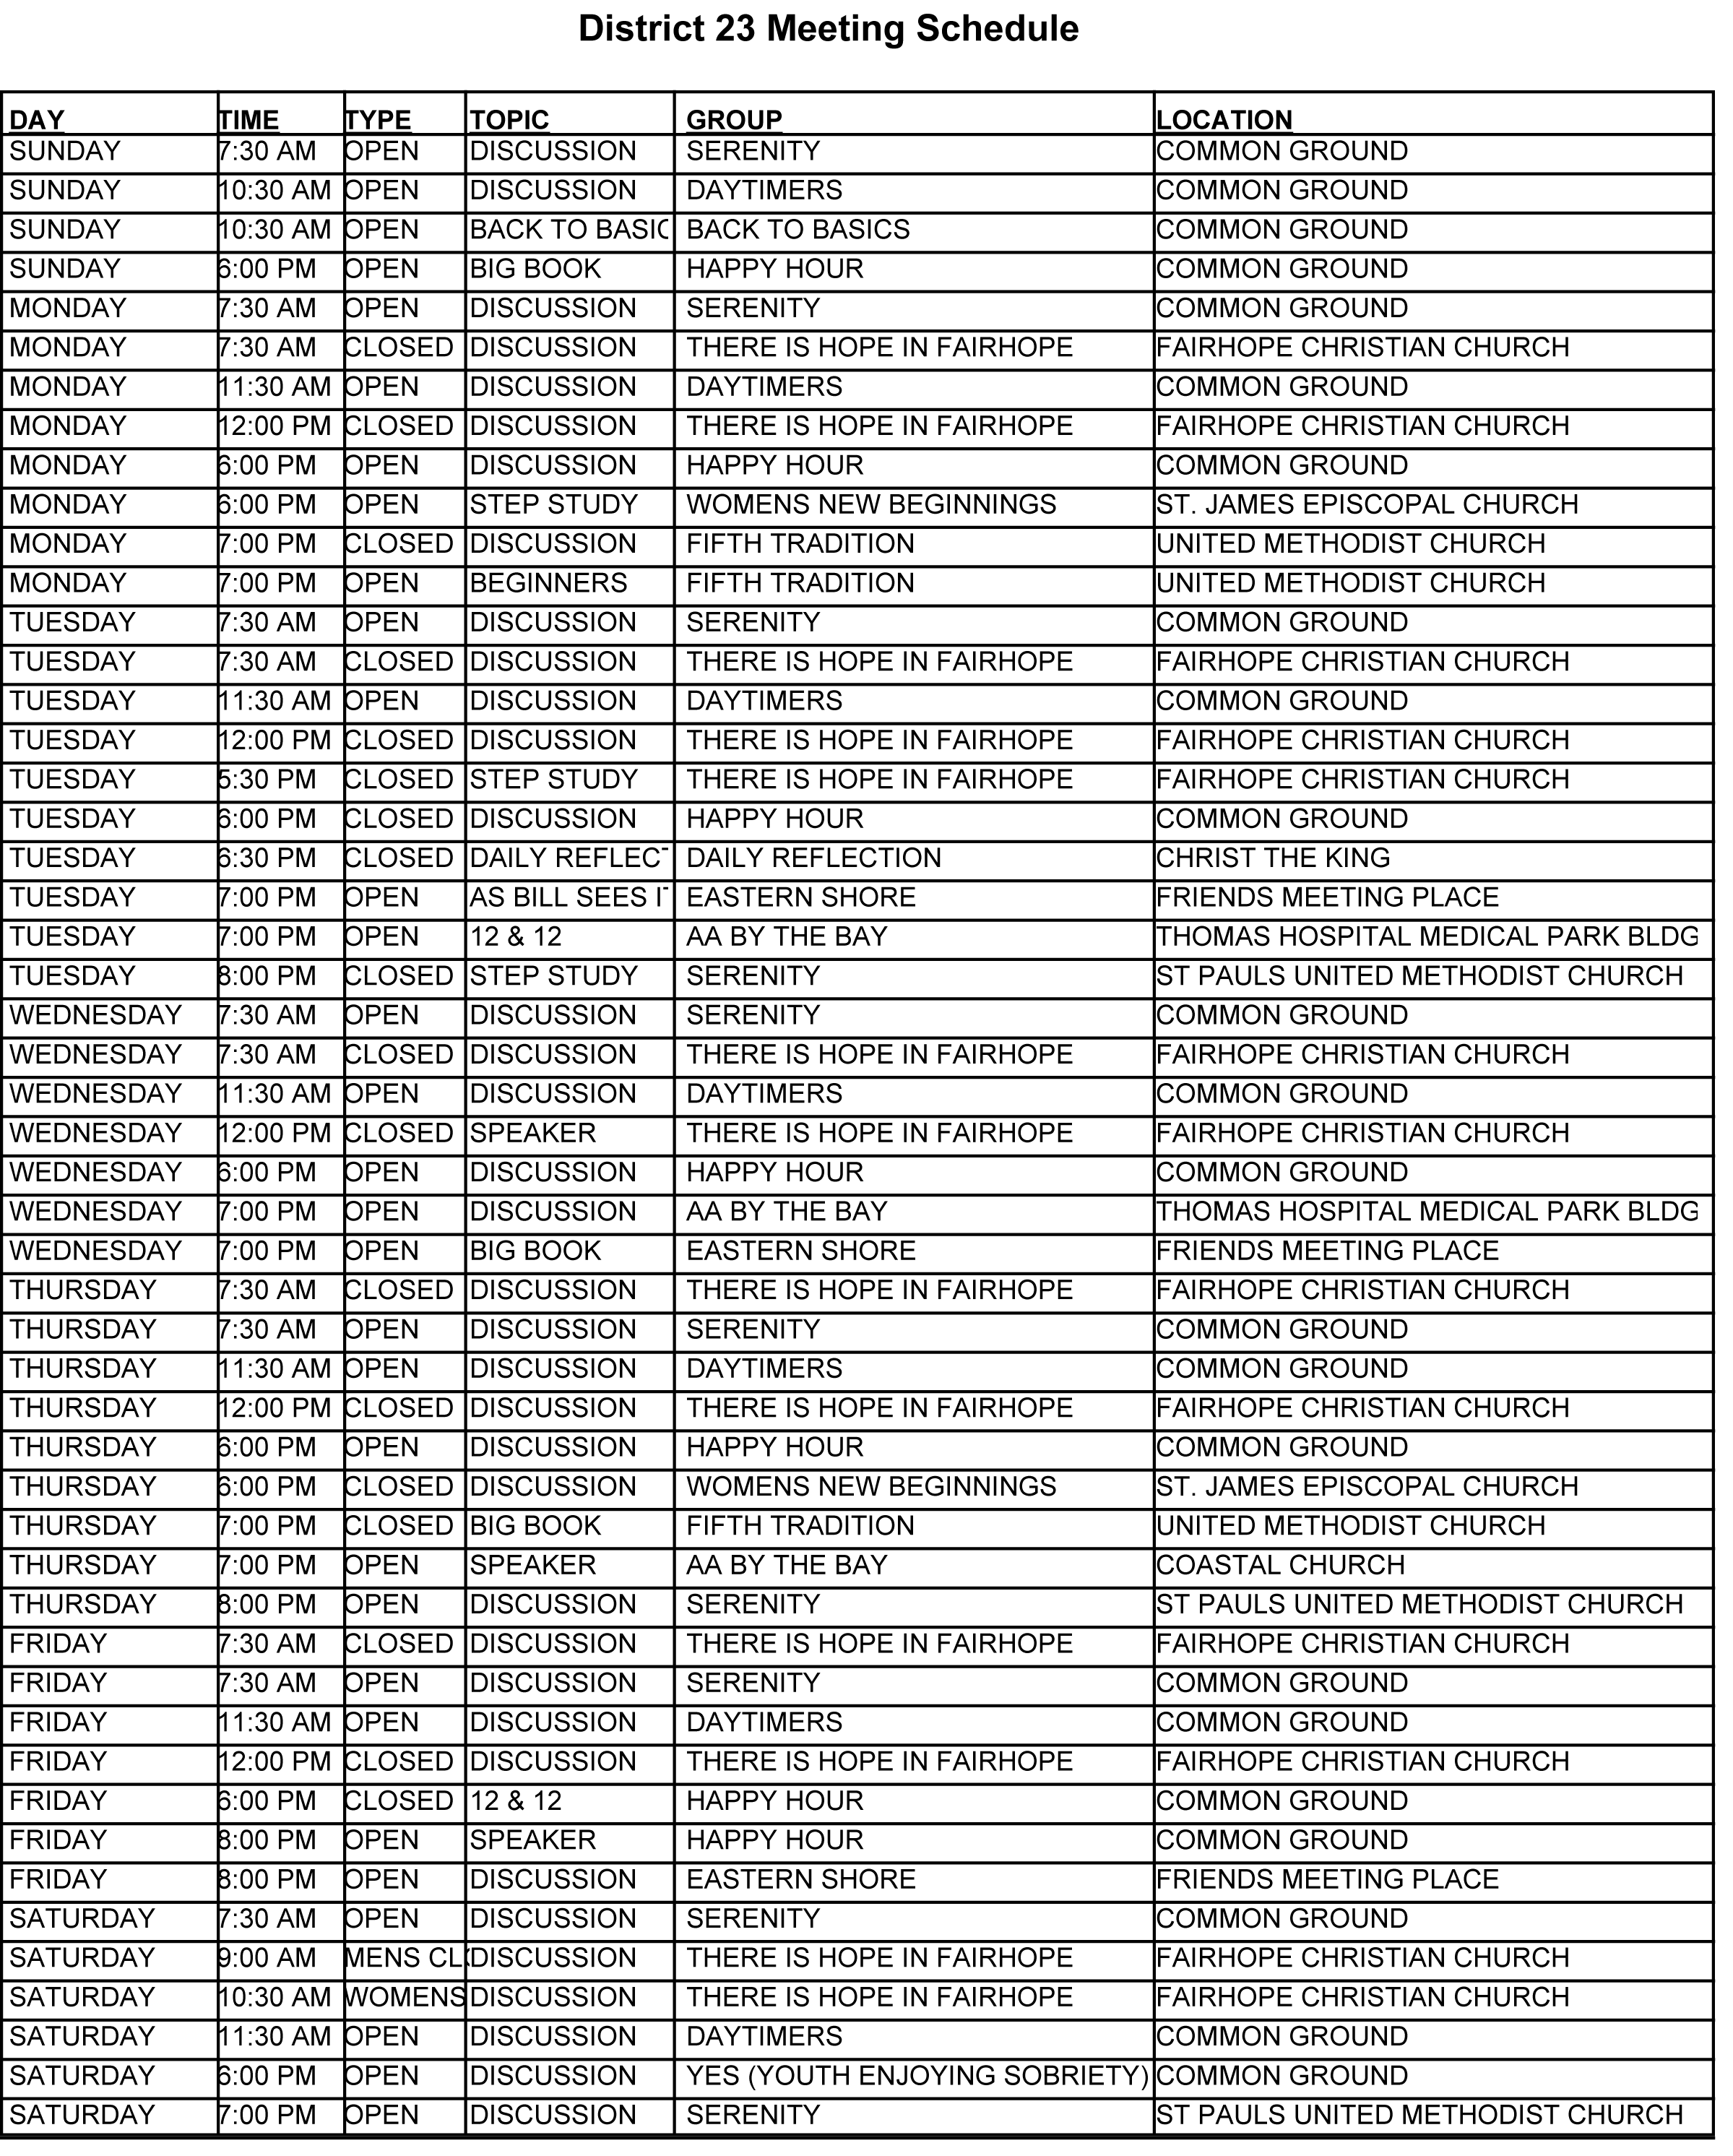 District 23 Meeting Schedule
DAY TIME TYPE TOPIC GROUP LOCATION
SUNDAY 7:30 AM OPEN DISCUSSION SERENITY COMMON GROUND
SUNDAY 10:30 AM OPEN DISCUSSION DAYTIMERS COMMON GROUND
SUNDAY 10:30 AM OPEN BACK TO BASIC BACK TO BASICS COMMON GROUND
SUNDAY 6:00 PM OPEN BIG BOOK HAPPY HOUR COMMON GROUND
MONDAY 7:30 AM OPEN DISCUSSION SERENITY COMMON GROUND
MONDAY 7:30 AM CLOSED DISCUSSION THERE IS HOPE IN FAIRHOPE FAIRHOPE CHRISTIAN CHURCH
MONDAY 11:30 AM OPEN DISCUSSION DAYTIMERS COMMON GROUND
MONDAY 12:00 PM CLOSED DISCUSSION THERE IS HOPE IN FAIRHOPE FAIRHOPE CHRISTIAN CHURCH
MONDAY 6:00 PM OPEN DISCUSSION HAPPY HOUR COMMON GROUND
MONDAY 6:00 PM OPEN STEP STUDY WOMENS NEW BEGINNINGS ST. JAMES EPISCOPAL CHURCH
MONDAY 7:00 PM CLOSED DISCUSSION FIFTH TRADITION UNITED METHODIST CHURCH
MONDAY 7:00 PM OPEN BEGINNERS FIFTH TRADITION UNITED METHODIST CHURCH
TUESDAY 7:30 AM OPEN DISCUSSION SERENITY COMMON GROUND
TUESDAY 7:30 AM CLOSED DISCUSSION THERE IS HOPE IN FAIRHOPE FAIRHOPE CHRISTIAN CHURCH
TUESDAY 11:30 AM OPEN DISCUSSION DAYTIMERS COMMON GROUND
TUESDAY 12:00 PM CLOSED DISCUSSION THERE IS HOPE IN FAIRHOPE FAIRHOPE CHRISTIAN CHURCH
TUESDAY 5:30 PM CLOSED STEP STUDY THERE IS HOPE IN FAIRHOPE FAIRHOPE CHRISTIAN CHURCH
TUESDAY 6:00 PM CLOSED DISCUSSION HAPPY HOUR COMMON GROUND
TUESDAY 6:30 PM CLOSED DAILY REFLECT DAILY REFLECTION CHRIST THE KING
TUESDAY 7:00 PM OPEN AS BILL SEES IT EASTERN SHORE FRIENDS MEETING PLACE
TUESDAY 7:00 PM OPEN 12 & 12 AA BY THE BAY THOMAS HOSPITAL MEDICAL PARK BLDG
TUESDAY 8:00 PM CLOSED STEP STUDY SERENITY ST PAULS UNITED METHODIST CHURCH
WEDNESDAY 7:30 AM OPEN DISCUSSION SERENITY COMMON GROUND
WEDNESDAY 7:30 AM CLOSED DISCUSSION THERE IS HOPE IN FAIRHOPE FAIRHOPE CHRISTIAN CHURCH
WEDNESDAY 11:30 AM OPEN DISCUSSION DAYTIMERS COMMON GROUND
WEDNESDAY 12:00 PM CLOSED SPEAKER THERE IS HOPE IN FAIRHOPE FAIRHOPE CHRISTIAN CHURCH
WEDNESDAY 6:00 PM OPEN DISCUSSION HAPPY HOUR COMMON GROUND
WEDNESDAY 7:00 PM OPEN DISCUSSION AA BY THE BAY THOMAS HOSPITAL MEDICAL PARK BLDG
WEDNESDAY 7:00 PM OPEN BIG BOOK EASTERN SHORE FRIENDS MEETING PLACE
THURSDAY 7:30 AM CLOSED DISCUSSION THERE IS HOPE IN FAIRHOPE FAIRHOPE CHRISTIAN CHURCH
THURSDAY 7:30 AM OPEN DISCUSSION SERENITY COMMON GROUND
THURSDAY 11:30 AM OPEN DISCUSSION DAYTIMERS COMMON GROUND
THURSDAY 12:00 PM CLOSED DISCUSSION THERE IS HOPE IN FAIRHOPE FAIRHOPE CHRISTIAN CHURCH
THURSDAY 6:00 PM OPEN DISCUSSION HAPPY HOUR COMMON GROUND
THURSDAY 6:00 PM CLOSED DISCUSSION WOMENS NEW BEGINNINGS ST. JAMES EPISCOPAL CHURCH
THURSDAY 7:00 PM CLOSED BIG BOOK FIFTH TRADITION UNITED METHODIST CHURCH
THURSDAY 7:00 PM OPEN SPEAKER AA BY THE BAY COASTAL CHURCH
THURSDAY 8:00 PM OPEN DISCUSSION SERENITY ST PAULS UNITED METHODIST CHURCH
FRIDAY 7:30 AM CLOSED DISCUSSION THERE IS HOPE IN FAIRHOPE FAIRHOPE CHRISTIAN CHURCH
FRIDAY 7:30 AM OPEN DISCUSSION SERENITY COMMON GROUND
FRIDAY 11:30 AM OPEN DISCUSSION DAYTIMERS COMMON GROUND
FRIDAY 12:00 PM CLOSED DISCUSSION THERE IS HOPE IN FAIRHOPE FAIRHOPE CHRISTIAN CHURCH
FRIDAY 6:00 PM CLOSED 12 & 12 HAPPY HOUR COMMON GROUND
FRIDAY 8:00 PM OPEN SPEAKER HAPPY HOUR COMMON GROUND
FRIDAY 8:00 PM OPEN DISCUSSION EASTERN SHORE FRIENDS MEETING PLACE
SATURDAY 7:30 AM OPEN DISCUSSION SERENITY COMMON GROUND
SATURDAY 9:00 AM MENS CL DISCUSSION THERE IS HOPE IN FAIRHOPE FAIRHOPE CHRISTIAN CHURCH
SATURDAY 10:30 AM WOMENS DISCUSSION THERE IS HOPE IN FAIRHOPE FAIRHOPE CHRISTIAN CHURCH
SATURDAY 11:30 AM OPEN DISCUSSION DAYTIMERS COMMON GROUND
SATURDAY 6:00 PM OPEN DISCUSSION YES (YOUTH ENJOYING SOBRIETY) COMMON GROUND
SATURDAY 7:00 PM OPEN DISCUSSION SERENITY ST PAULS UNITED METHODIST CHURCH